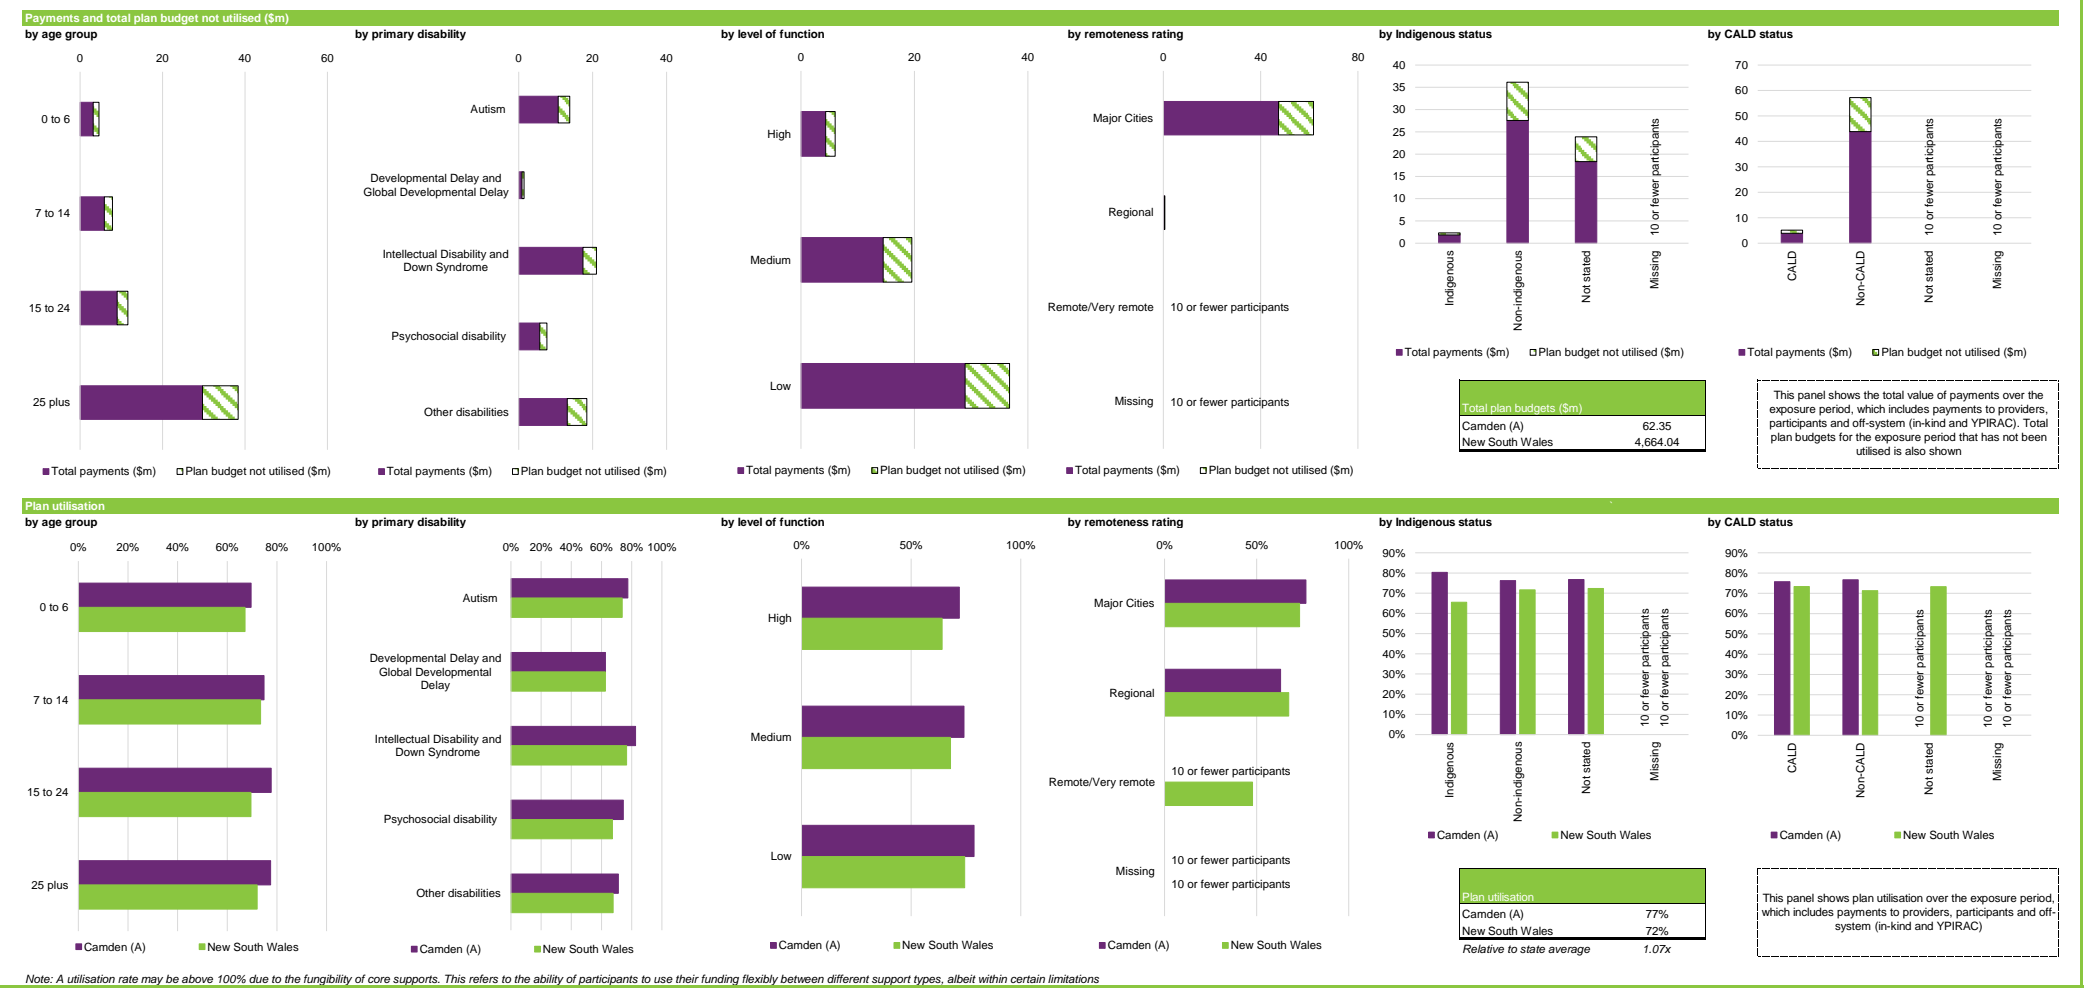 Payments and total plan budget not utilised ($m)
by age group
0 20 40 60
0 to 6
7 to 14
15 to 24
25 plus
Total payments ($m) Plan budget not utilised ($m)
by primary disability
0 20 40
Autism
Developmental Delay and
Global Developmental Delay
Intellectual Disability and
Down Syndrome
Psychosocial disability
Other disabilities
Total payments ($m) Plan budget not utilised ($m)
by level of function
0 20 40
High
Medium
Low
Total payments ($m) Plan budget not utilised ($m)
by remoteness rating
0 40 80
Major Cities
Regional
Remote/Very remote 10 or fewer participants
Missing 10 or fewer participants
Total payments ($m) Plan budget not utilised ($m)
by Indigenous status
40
35
30
25
20
15
10
5
0
10 or fewer participants
Indigenous
Non-indigenous
Not stated
Missing
Total payments ($m) Plan budget not utilised ($m)
by CALD status
70
60
50
40
30
20
10
0
10 or fewer participants
10 or fewer participants
CALD
Non-CALD
Not stated
Missing
Total payments ($m) Plan budget not utilised ($m)
Total plan budgets ($m)
Camden (A) 62.35
New South Wales 4,664.04
This panel shows the total value of payments over the
exposure period, which includes payments to providers,
participants and off-system (in-kind and YPIRAC). Total
plan budgets for the exposure period that has not been
utilised is also shown
Plan utilisation
by age group
0% 20% 40% 60% 80% 100%
0 to 6
7 to 14
15 to 24
25 plus
Camden (A) New South Wales
by primary disability
0% 20% 40% 60% 80% 100%
Autism
Developmental Delay and
Global Developmental
Delay
Intellectual Disability and
Down Syndrome
Psychosocial disability
Other disabilities
Camden (A) New South Wales
by level of function
0% 50% 100%
High
Medium
Low
Camden (A) New South Wales
by remoteness rating
0% 50% 100%
Major Cities
Regional
10 or fewer participants
Remote/Very remote
10 or fewer participants
Missing
10 or fewer participants
Camden (A) New South Wales
by Indigenous status
90%
80%
70%
60%
50%
40%
30%
20%
10%
0%
10 or fewer participants
10 or fewer participants
Indigenous
Non-indigenous
Not stated
Missing
Camden (A) New South Wales
by CALD status
90%
80%
70%
60%
50%
40%
30%
20%
10%
0%
10 or fewer participants
10 or fewer participants
10 or fewer participants
CALD
Non-CALD
Not stated
Missing
Camden (A) New South Wales
Plan utilisation
Camden (A) 77%
New South Wales 72%
Relative to state average 1.07x
This panel shows plan utilisation over the exposure period,
which includes payments to providers, participants and off-
system (in-kind and YPIRAC)
Note: A utilisation rate may be above 100% due to the fungibility of core supports. This refers to the ability of participants to use their funding flexibly between different support types, albeit within certain limitations